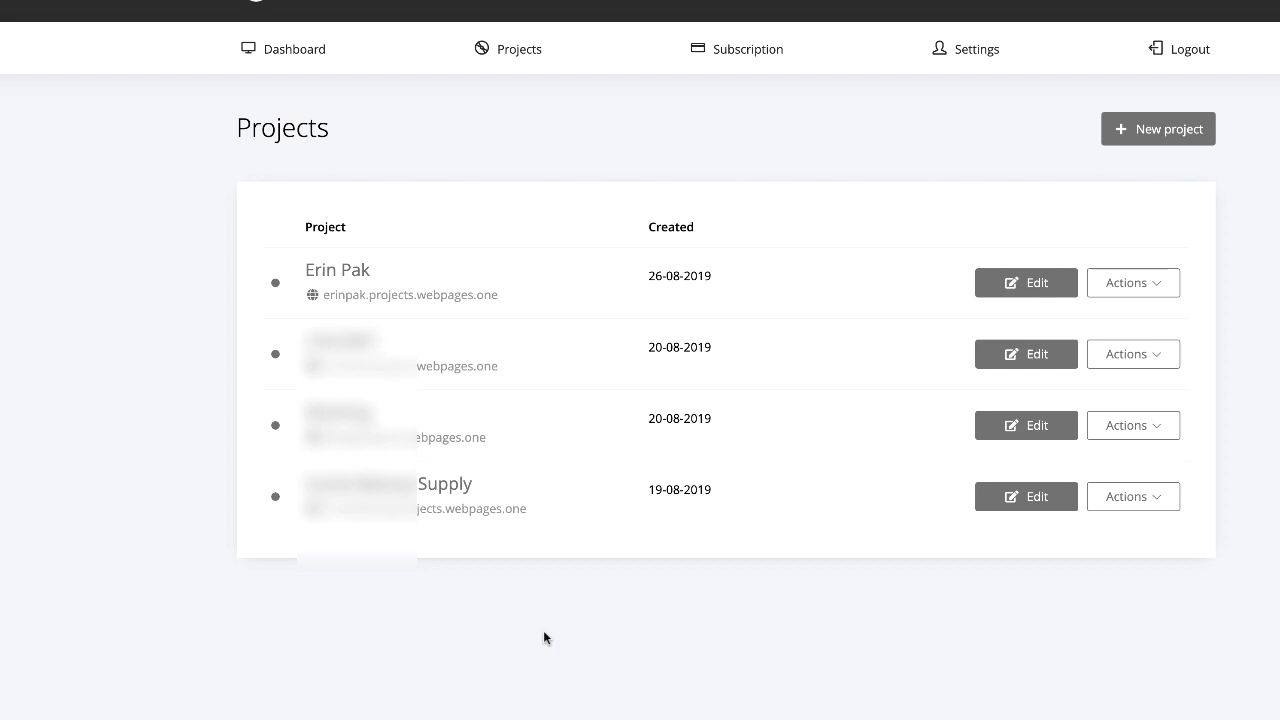 Dashboard Projects Subscription Settings Logout
Projects
New project
Project Created
Erin Pak 26-08-2019 Edit Actions
erinpak.projects.webpages.one
20-08-2019 Edit Actions
webpages.one
20-08-2019 Edit Actions
ebpages.one
Supply 19-08-2019 Edit Actions
jects.webpages.one